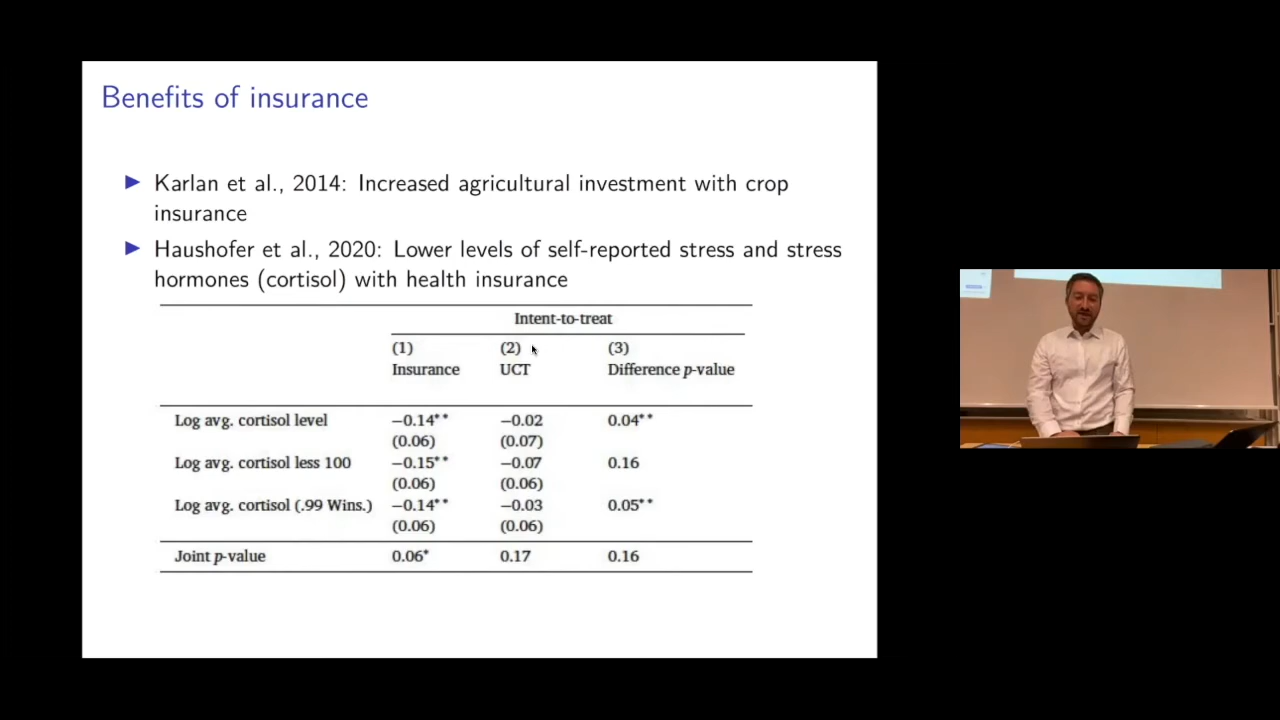 Benefits of insurance
Karlan et al., 2014: Increased agricultural investment with crop
insurance
Haushofer et al., 2020: Lower levels of self-reported stress and stress
hormones (cortisol) with health insurance
Intent-to-treat
(1) (2) (3)
Insurance UCT Difference p-value
Log avg. cortisol level −0.14** −0.02 0.04**
(0.06) (0.07)
Log avg. cortisol less 100 −0.15** −0.07 0.16
(0.06) (0.06)
Log avg. cortisol (.99 Wins.) −0.14** −0.03 0.05**
(0.06) (0.06)
Joint p-value 0.06* 0.17 0.16